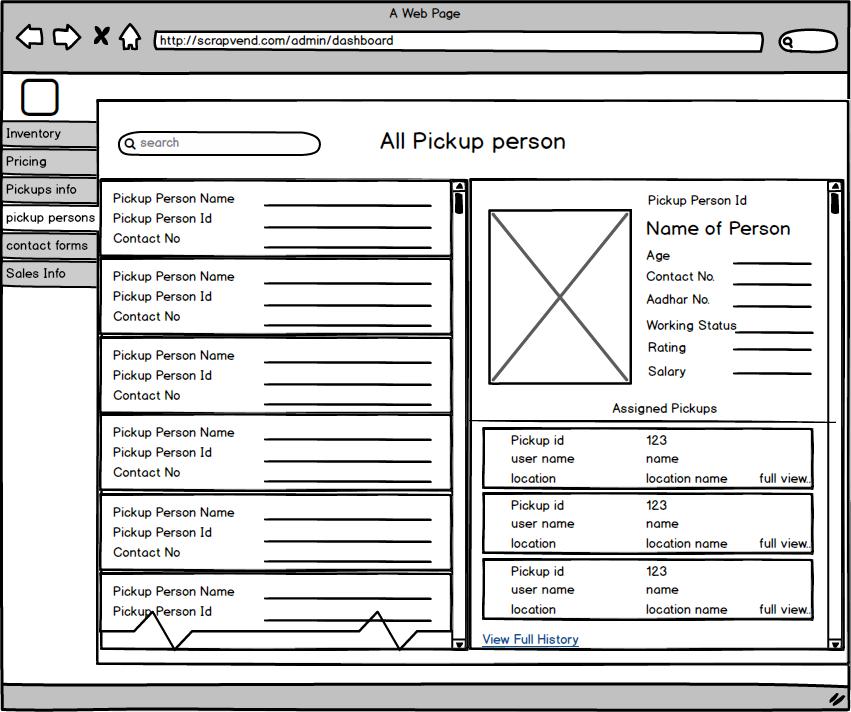 A Web Page
http://scrapvend.com/admin/dashboard
Inventory
Pricing
Pickups info
pickup persons
contact forms
Sales Info
search
All Pickup person
Pickup Person Name
Pickup Person Id
Contact No
Pickup Person Name
Pickup Person Id
Contact No
Pickup Person Name
Pickup Person Id
Contact No
Pickup Person Name
Pickup Person Id
Contact No
Pickup Person Name
Pickup Person Id
Contact No
Pickup Person Name
Pickup Person Id
Pickup Person Id
Name of Person
Age
Contact No.
Aadhar No.
Working Status
Rating
Salary
Assigned Pickups
Pickup id 123
user name name
location location name full view..
Pickup id 123
user name name
location location name full view..
Pickup id 123
user name name
location location name full view..
View Full History